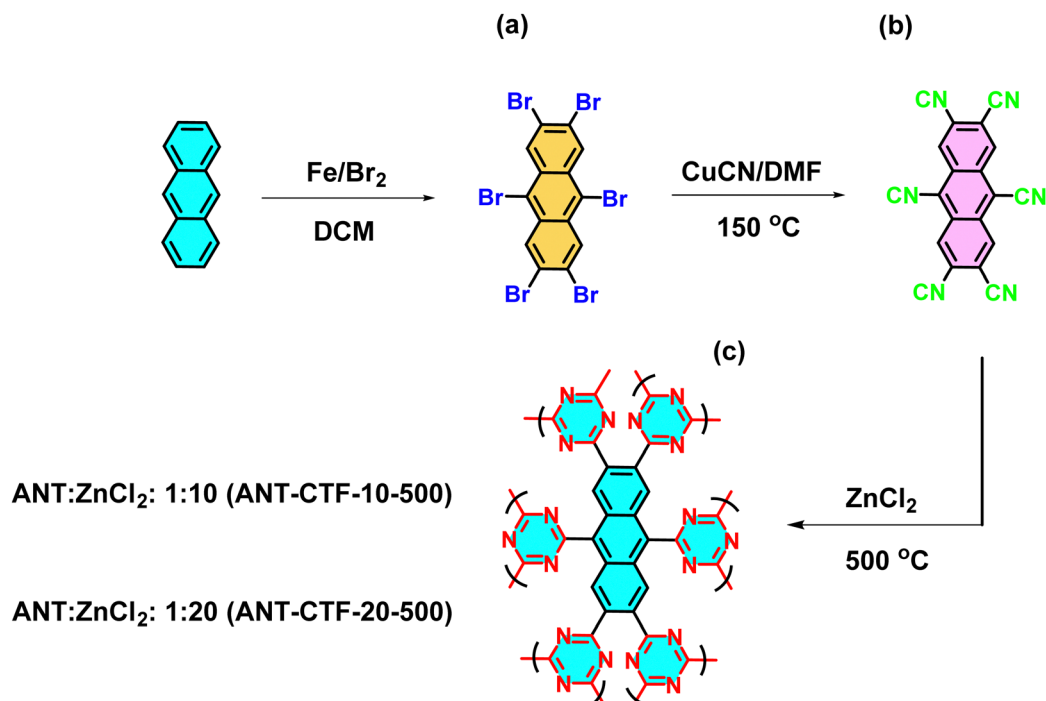 (a)
(b)
Br Br
Br Br
Br Br
Fe/Br₂
DCM
CuCN/DMF
150 °C
CN CN
CN CN
CN CN
(c)
N N N N N N
N N N N N N
N N N N N N
ANT:ZnCl₂: 1:10 (ANT-CTF-10-500)
ANT:ZnCl₂: 1:20 (ANT-CTF-20-500)
ZnCl₂
500 °C